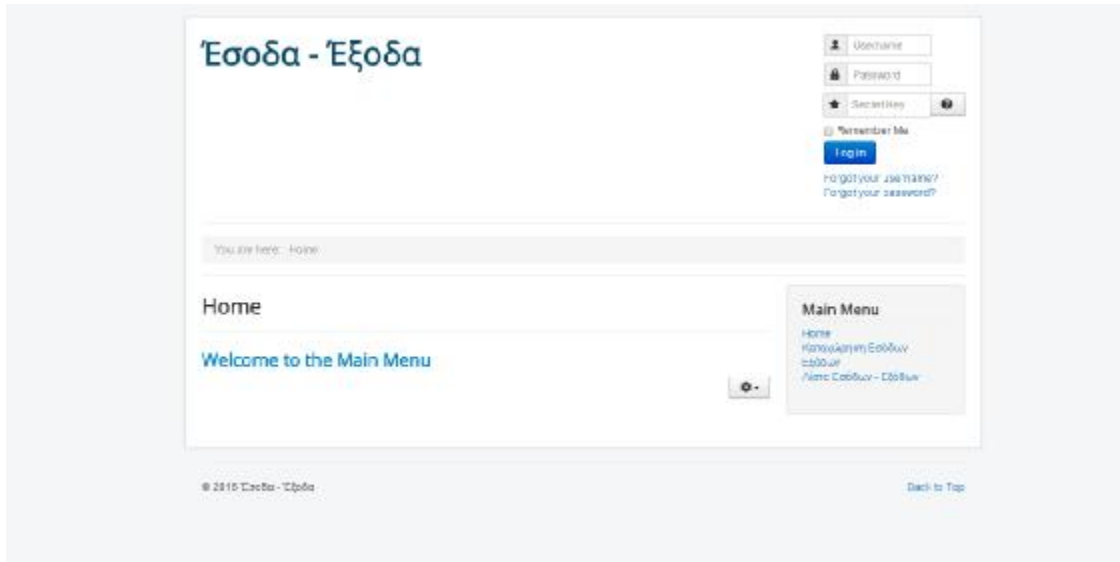 Έσοδα - Έξοδα
Username
Password
Secret Key
Remember Me
Log in
Forgot your username?
Forgot your password?
You are here: Home
Home
Welcome to the Main Menu
Main Menu
Home
Καταχώρηση Εσόδων
Εξόδων
Λίστα Εσόδων - Εξόδων
© 2015 Έσοδα - Έξοδα
Back to Top